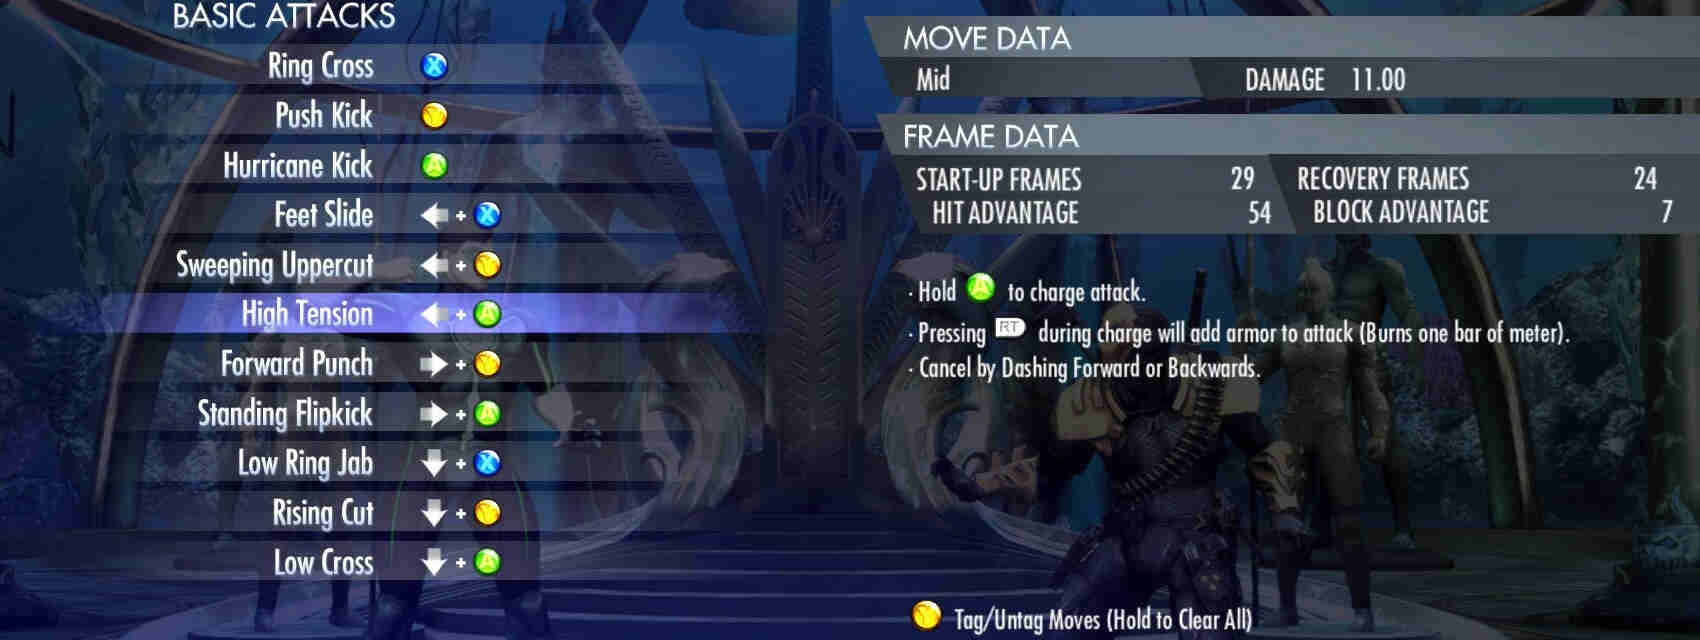 BASIC ATTACKS
Ring Cross X
Push Kick Y
Hurricane Kick A
Feet Slide + X
Sweeping Uppercut + Y
High Tension + A
Forward Punch + Y
Standing Flipkick + A
Low Ring Jab + X
Rising Cut + Y
Low Cross + A
MOVE DATA
Mid DAMAGE 11.00
FRAME DATA
START-UP FRAMES 29 RECOVERY FRAMES 24
HIT ADVANTAGE 54 BLOCK ADVANTAGE 7
· Hold A to charge attack.
· Pressing RT during charge will add armor to attack (Burns one bar of meter).
· Cancel by Dashing Forward or Backwards.
Y Tag/Untag Moves (Hold to Clear All)